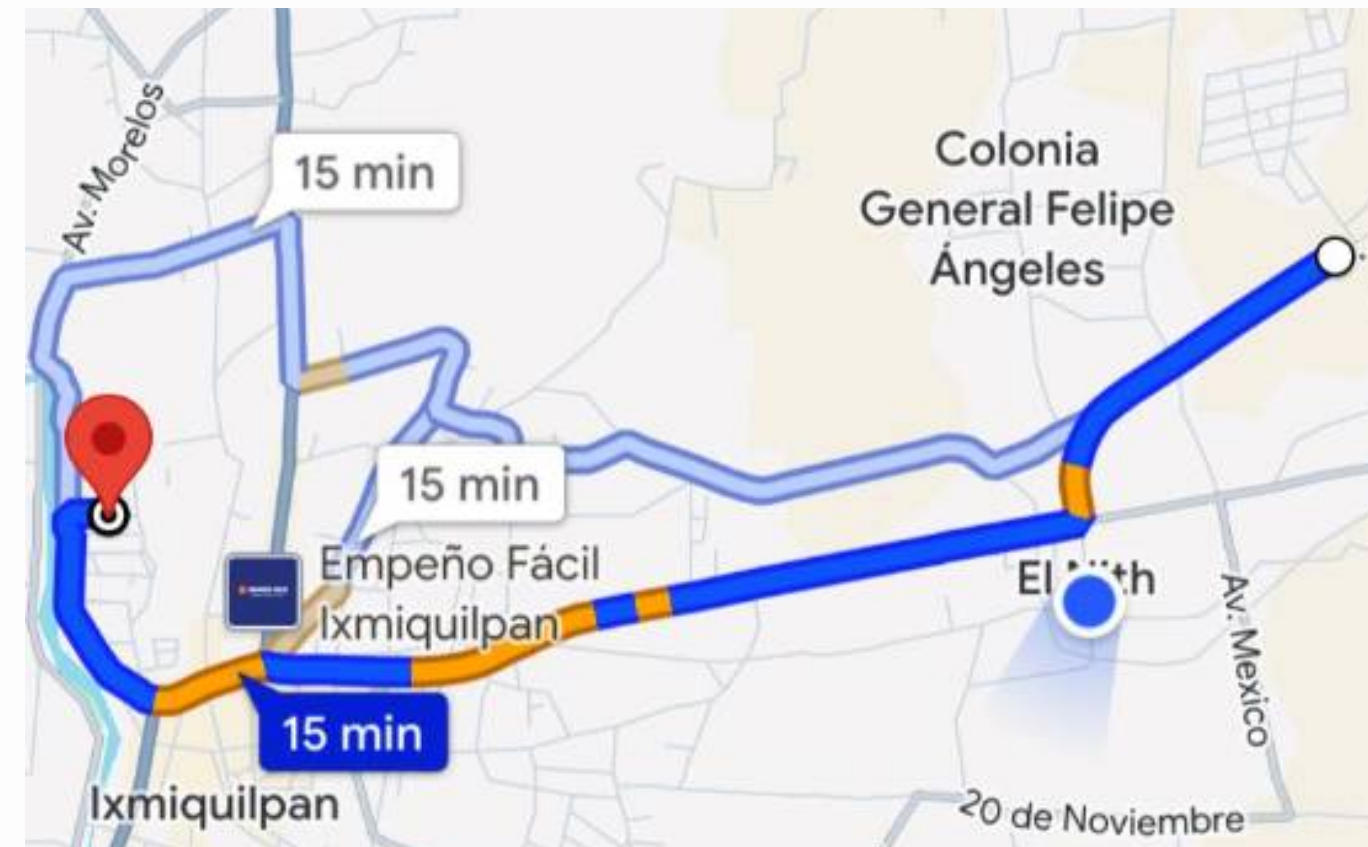 Av. Morelos
15 min
Colonia
General Felipe
Ángeles
15 min
Empeño Fácil
Ixmiquilpan
El Nith
Av. Mexico
15 min
Ixmiquilpan
20 de Noviembre